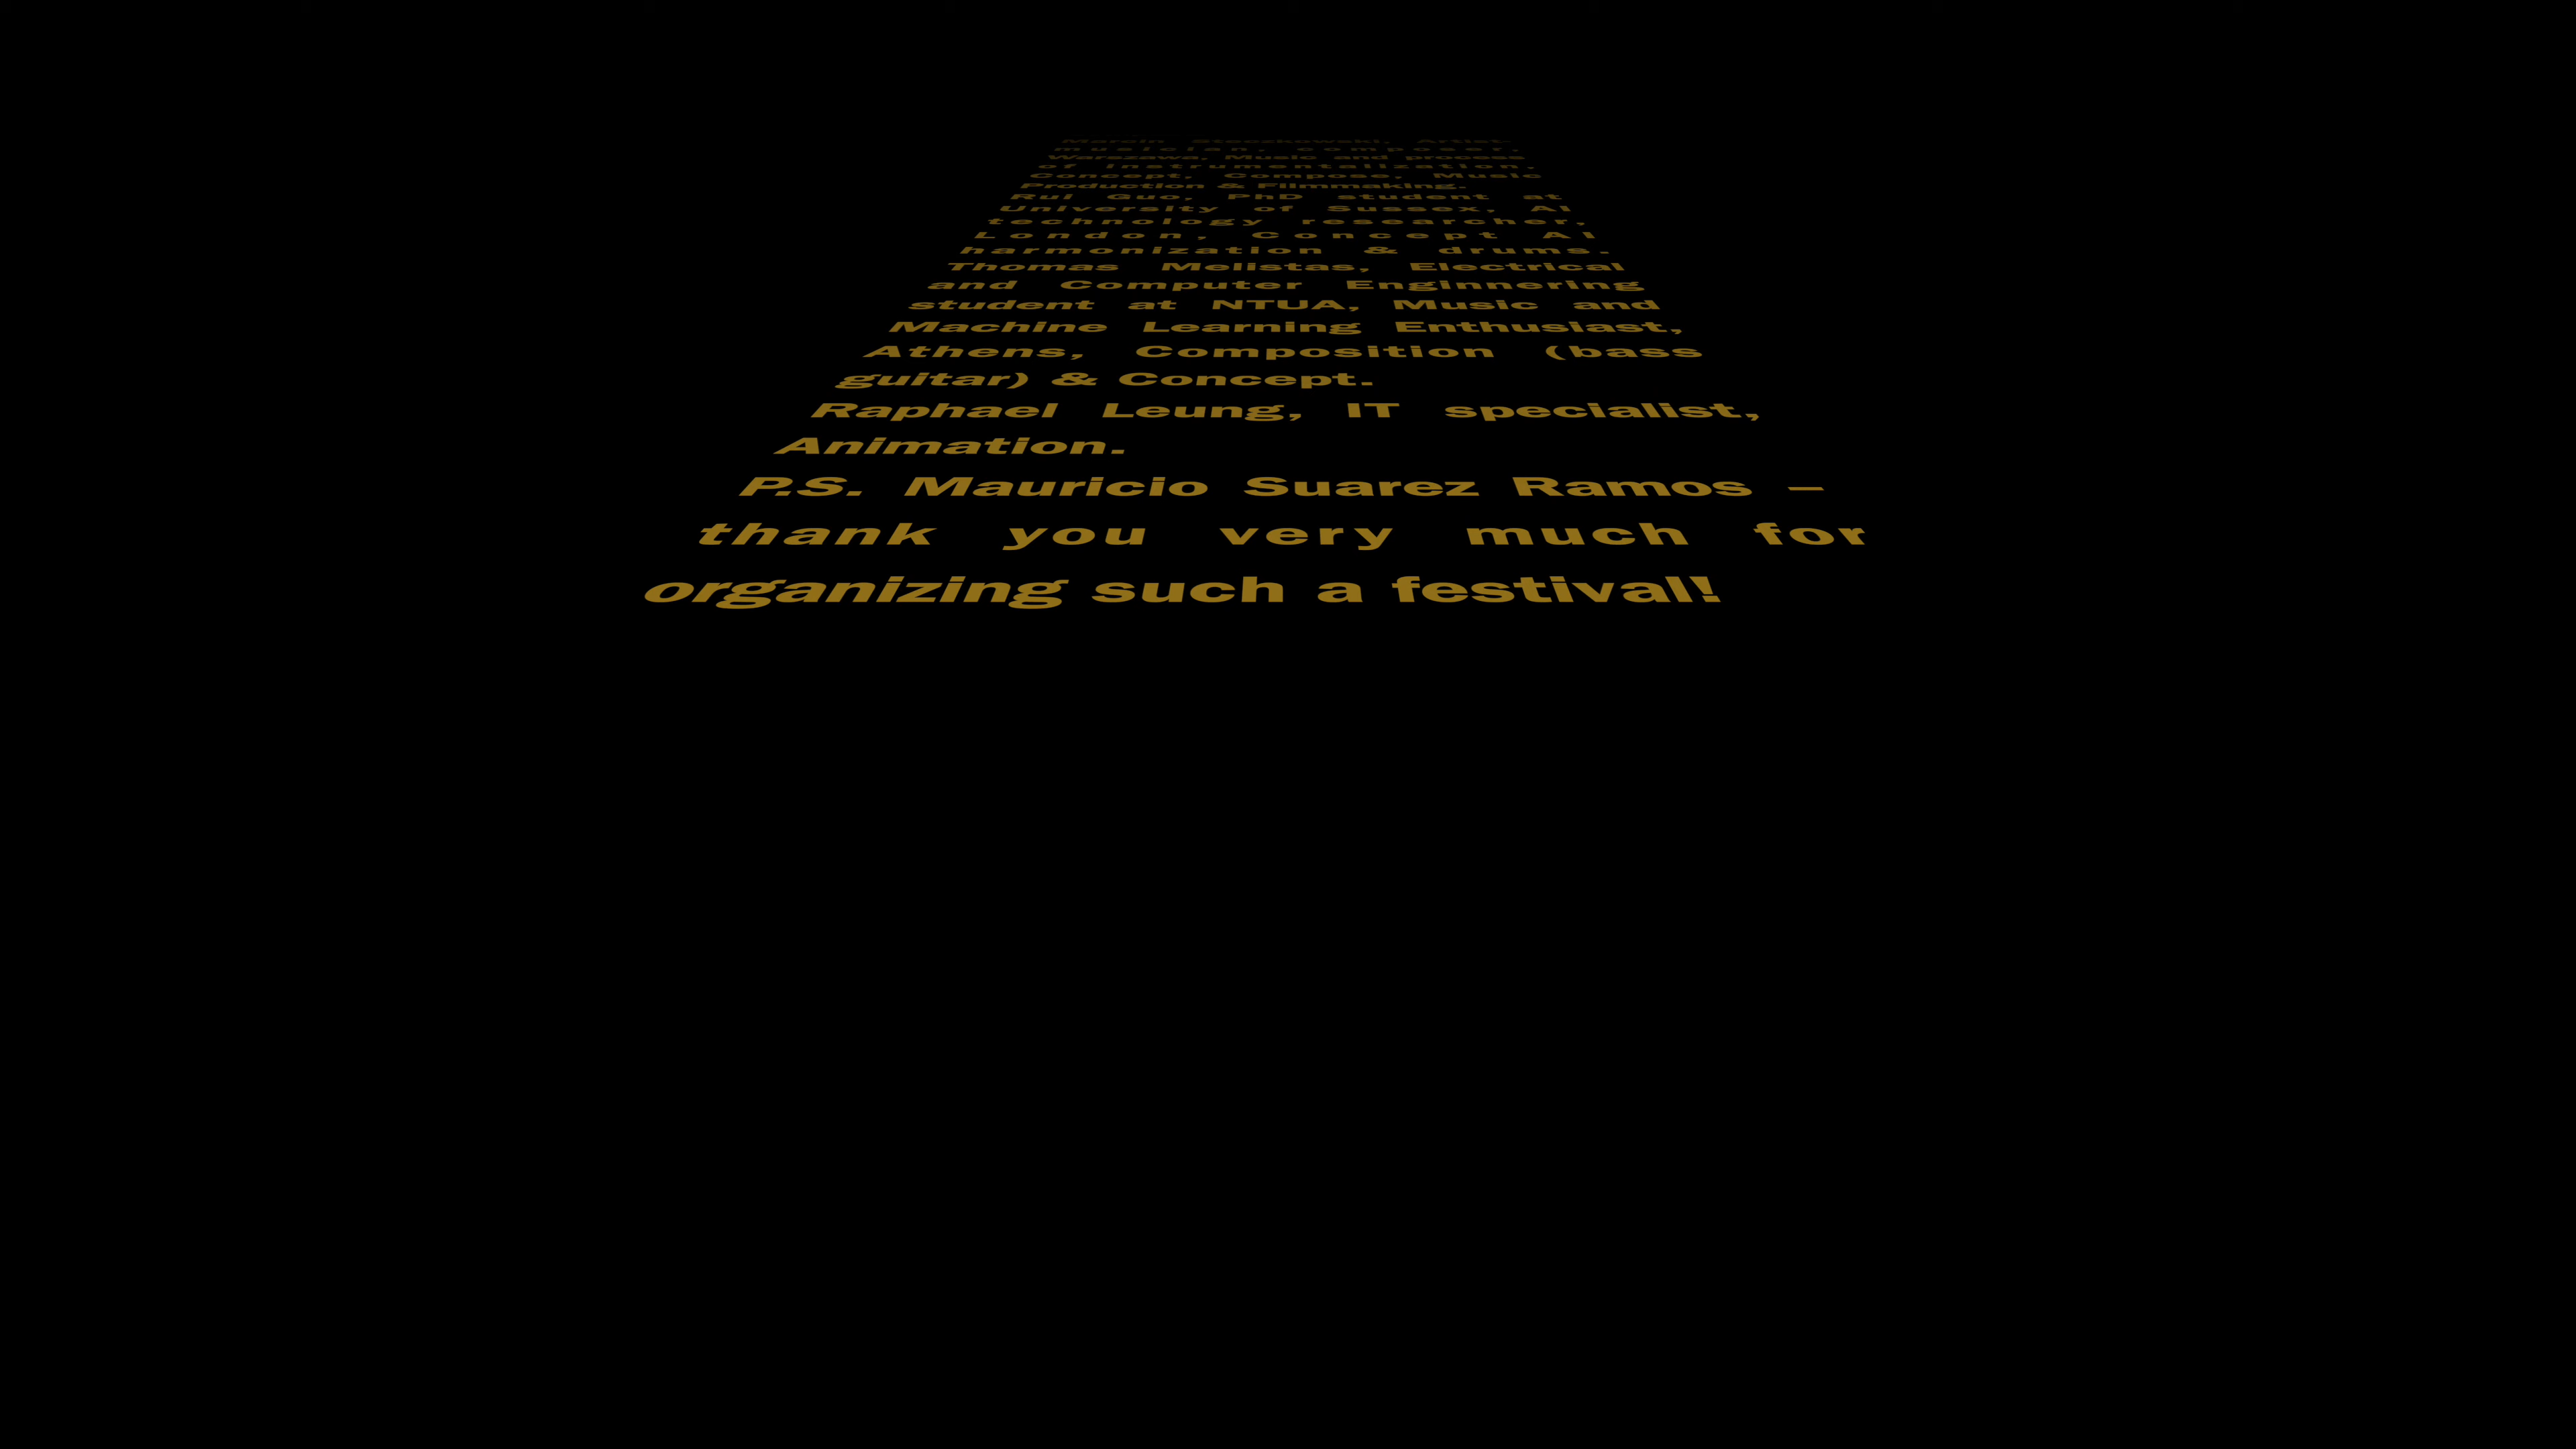 Marcin Artist-
musician, composer,
Warszawa, Music and process
of instrumentalization,
Concept, Compose, Music
Production & Filmmaking.
Rui Guo, PhD student at
University of Sussex, AI
technology researcher,
London, Concept AI
harmonization & drums.
Thomas Melistas, Electrical
and Computer Enginnering
student at NTUA, Music and
Machine Learning Enthusiast,
Athens, Composition (bass
guitar) & Concept.
Raphael Leung, IT specialist,
Animation.
P.S. Mauricio Suarez Ramos –
thank you very much for
organizing such a festival!